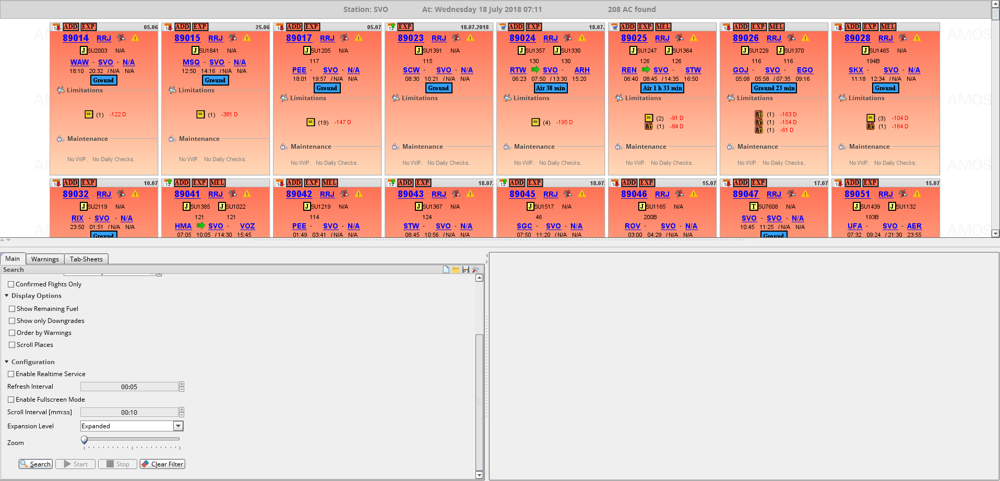 Station: SVO At: Wednesday 18 July 2018 07:11 208 AC found
ADD EXP 05.06
89014 RRJ
J SU2003 N/A
WAW - SVO - N/A
18:10 20:32 / N/A N/A
Ground
Limitations
(1) -122 D
Maintenance
No W/P. No Daily Checks.
ADD EXP 25.06
89015 RRJ
J SU1841 N/A
MSQ - SVO - N/A
12:50 14:16 / N/A N/A
Ground
Limitations
(1) -381 D
Maintenance
No W/P. No Daily Checks.
ADD EXP 05.07
89017 RRJ
J SU1205 N/A
117
PEE - SVO - N/A
18:01 19:57 / N/A N/A
Ground
Limitations
(19) -147 D
Maintenance
No W/P. No Daily Checks.
EXP 18.07.2018
89023 RRJ
J SU1391 N/A
115
SCW - SVO - N/A
08:30 10:21 / N/A N/A
Ground
Limitations
Maintenance
No W/P. No Daily Checks.
ADD EXP 18.07.
89024 RRJ
J SU1357 J SU1330
130 130
RTW SVO - ARH
06:23 07:50 / 13:30 15:20
Air 38 min
Limitations
(4) -195 D
Maintenance
No W/P. No Daily Checks.
ADD EXP MEL
89025 RRJ
J SU1247 J SU1364
126 126
REN SVO - STW
06:40 08:45 / 14:35 16:50
Air 1 h 33 min
Limitations
(2) -91 D
MD (1) -84 D
Maintenance
No W/P. No Daily Checks.
ADD EXP MEL
89026 RRJ
J SU1229 J SU1370
116 116
GOJ - SVO - EGO
05:08 05:58 / 07:35 09:16
Ground 23 min
Limitations
MB (1) -163 D
MC (1) -154 D
MD (1) -61 D
Maintenance
No W/P. No Daily Checks.
ADD EXP MEL
89028 RRJ
J SU1465 N/A
194B
SKX - SVO - N/A
11:18 12:34 / N/A N/A
Ground
Limitations
(3) -104 D
MC (1) -164 D
Maintenance
No W/P. No Daily Checks.
AMOS
AMOS
AMOS
AMOS
ADD EXP 10.07
89032 RRJ
J SU2119 N/A
RIX - SVO - N/A
23:50 01:51 / N/A N/A
Ground
ADD EXP MEL
89041 RRJ
J SU1385 J SU1022
121 121
HMA SVO - VOZ
07:05 10:05 / 14:30 15:45
ADD EXP MEL
89042 RRJ
J SU1219 N/A
114
PEE - SVO - N/A
01:49 03:41 / N/A N/A
ADD EXP 18.07.
89043 RRJ
J SU1367 N/A
124
STW - SVO - N/A
08:45 10:56 / N/A N/A
ADD EXP 18.07.
89045 RRJ
J SU1517 N/A
46
SGC - SVO - N/A
07:50 11:20 / N/A N/A
ADD EXP 15.07
89046 RRJ
J SU1165 N/A
200B
ROV - SVO - N/A
03:00 04:29 / N/A N/A
ADD EXP 17.07
89047 RRJ
T SU7608 N/A
SVO - SVO - N/A
10:45 11:25 / N/A N/A
Ground
ADD EXP 15.07
89051 RRJ
J SU1439 J SU1132
193B
UFA - SVO - AER
07:32 09:24 / 21:30 23:55
Main Warnings Tab-Sheets
Search
Confirmed Flights Only
Display Options
Show Remaining Fuel
Show only Downgrades
Order by Warnings
Scroll Places
Configuration
Enable Realtime Service
Refresh Interval 00:05
Enable Fullscreen Mode
Scroll Interval [mm:ss] 00:10
Expansion Level Expanded
Zoom
Search Start Stop Clear Filter